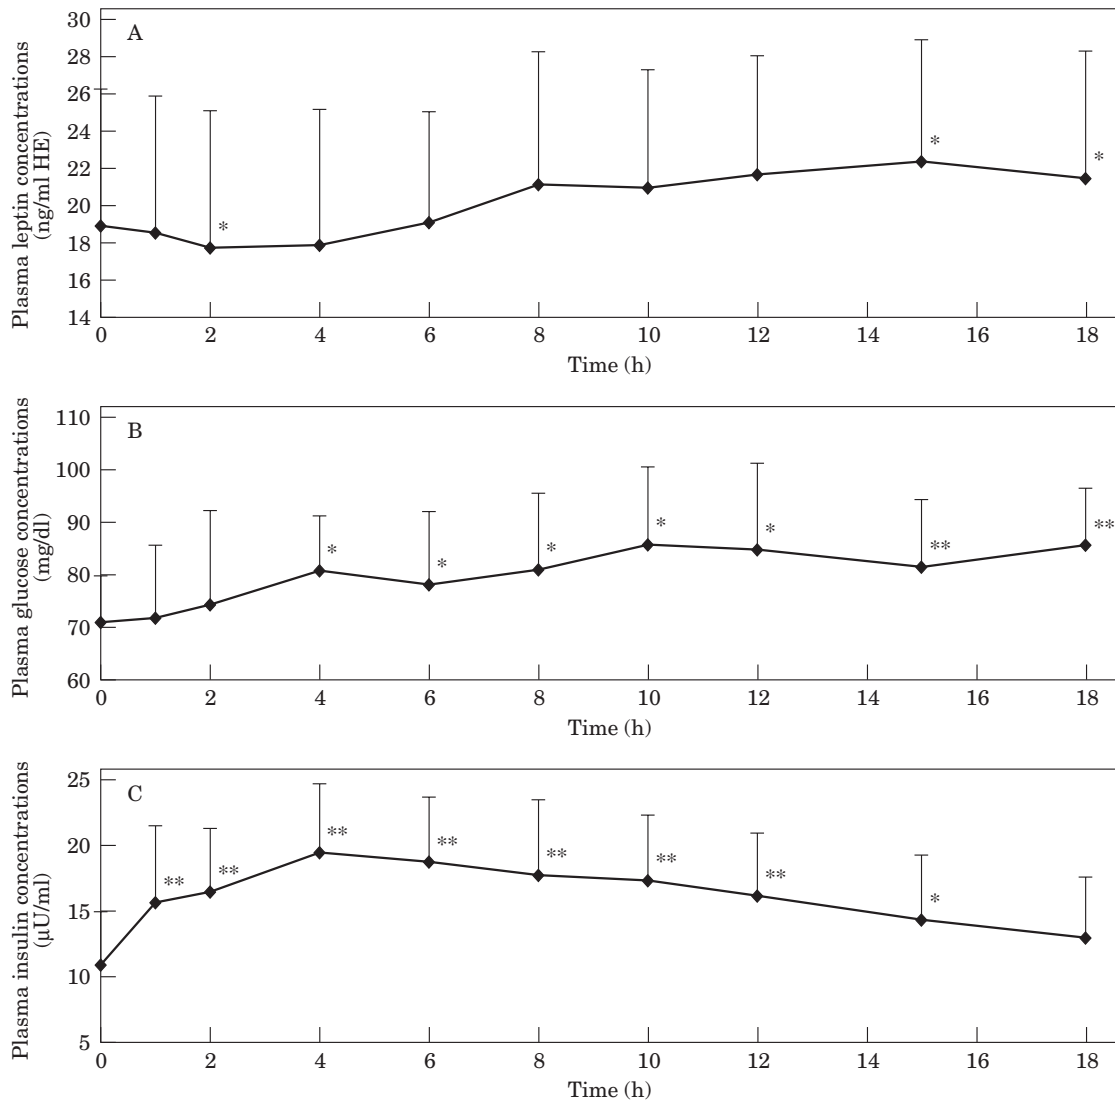 A
Plasma leptin concentrations
(ng/ml HE)
30
28
26
24
22
20
18
16
14
*
*
*
0 2 4 6 8 10 12 14 16 18
Time (h)
B
Plasma glucose concentrations
(mg/dl)
110
100
90
80
70
60
*
*
*
*
*
**
**
0 2 4 6 8 10 12 14 16 18
Time (h)
C
Plasma insulin concentrations
(µU/ml)
25
20
15
10
5
**
**
**
**
**
**
**
*
0 2 4 6 8 10 12 14 16 18
Time (h)